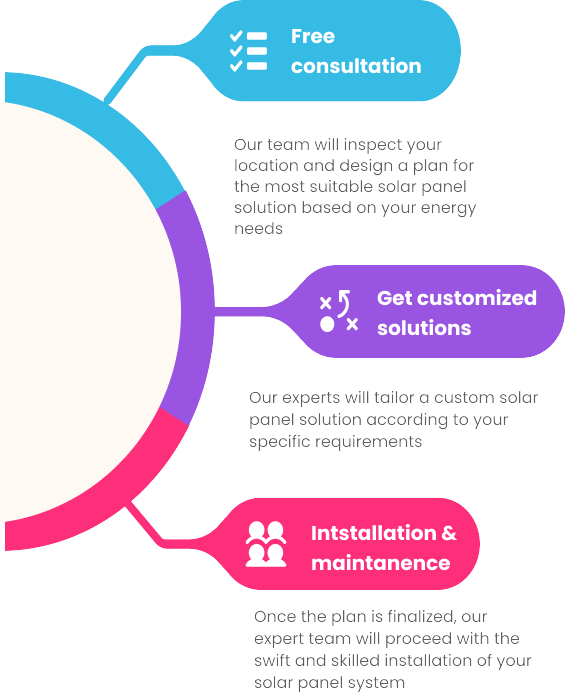 Free
consultation
Our team will inspect your
location and design a plan for
the most suitable solar panel
solution based on your energy
needs
Get customized
solutions
Our experts will tailor a custom solar
panel solution according to your
specific requirements
Intstallation &
maintanence
Once the plan is finalized, our
expert team will proceed with the
swift and skilled installation of your
solar panel system